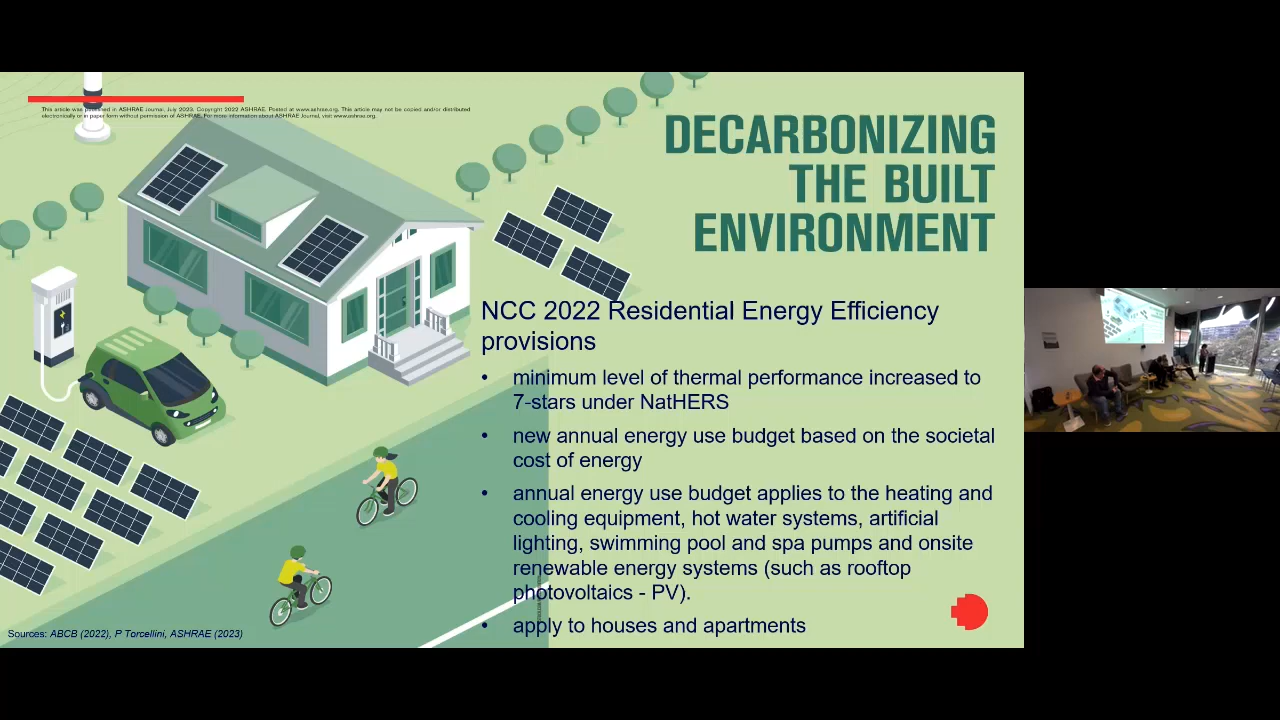 This article was published in ASHRAE Journal, July 2023. Copyright 2022 ASHRAE. Posted at www.ashrae.org. This article may not be copied and/or distributed
electronically or in paper form without permission of ASHRAE. For more information about ASHRAE Journal, visit www.ashrae.org.
DECARBONIZING
THE BUILT
ENVIRONMENT
NCC 2022 Residential Energy Efficiency
provisions
• minimum level of thermal performance increased to
7-stars under NatHERS
• new annual energy use budget based on the societal
cost of energy
• annual energy use budget applies to the heating and
cooling equipment, hot water systems, artificial
lighting, swimming pool and spa pumps and onsite
renewable energy systems (such as rooftop
photovoltaics - PV).
• apply to houses and apartments
Sources: ABCB (2022), P Torcellini, ASHRAE (2023)